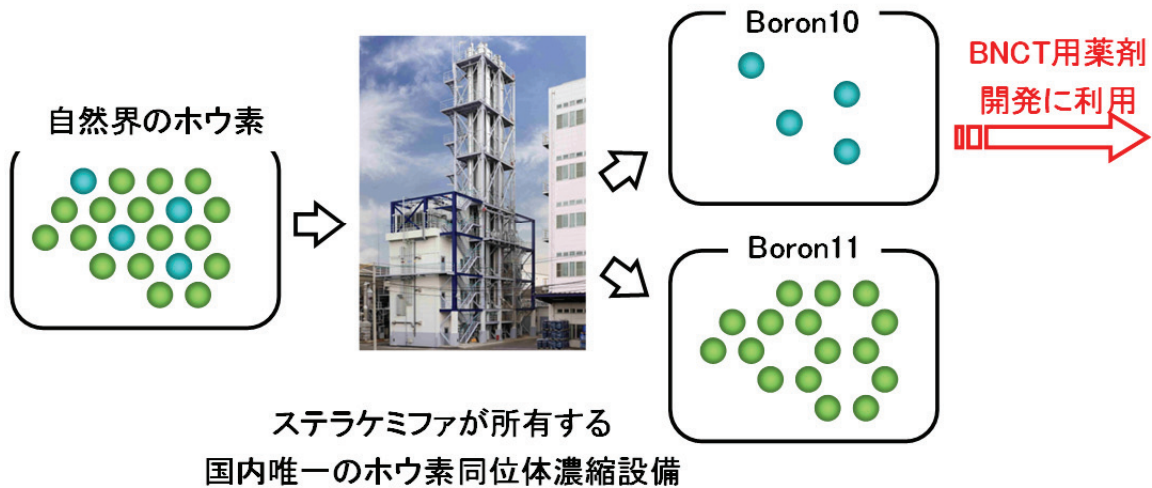 自然界のホウ素
Boron10
BNCT用薬剤
開発に利用
Boron11
ステラケミファが所有する
国内唯一のホウ素同位体濃縮設備